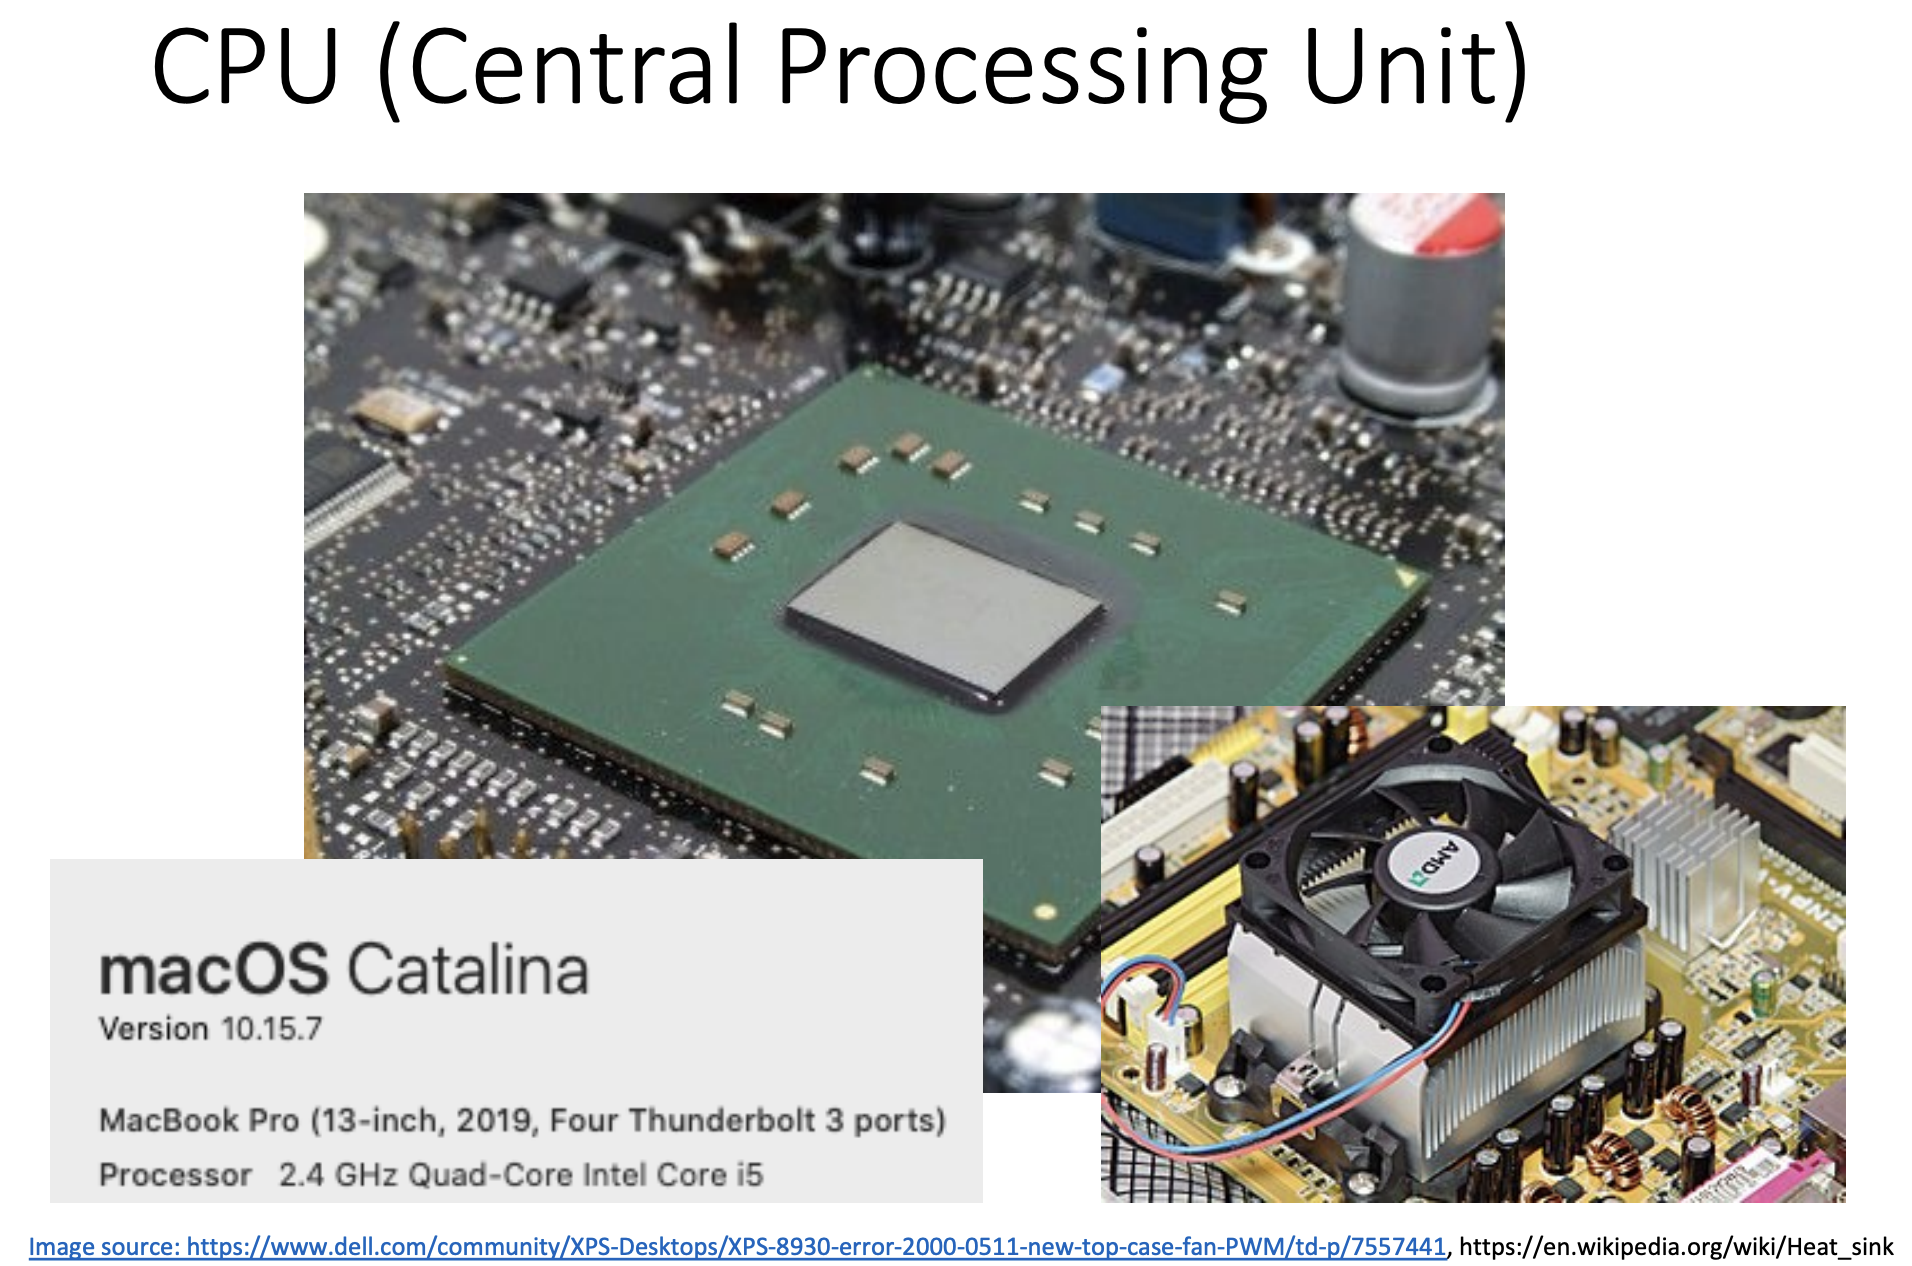 CPU (Central Processing Unit)
AMD
macOS Catalina
Version 10.15.7
MacBook Pro (13-inch, 2019, Four Thunderbolt 3 ports)
Processor 2.4 GHz Quad-Core Intel Core i5
Image source: https://www.dell.com/community/XPS-Desktops/XPS-8930-error-2000-0511-new-top-case-fan-PWM/td-p/7557441, https://en.wikipedia.org/wiki/Heat_sink